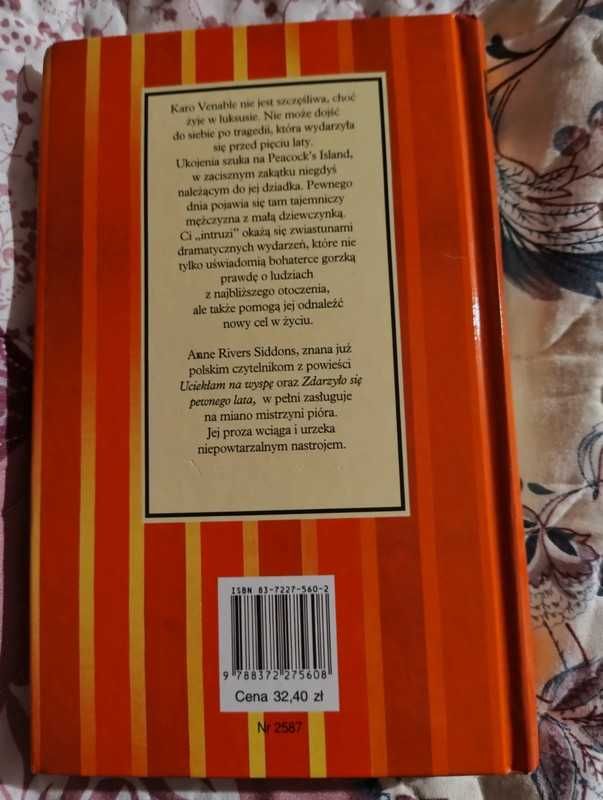 Karo Venable nie jest szczęśliwa, choć
żyje w luksusie. Nie może dojść
do siebie po tragedii, która wydarzyła
się przed pięciu laty.
Ukojenia szuka na Peacock's Island,
w zacisznym zakątku niegdyś
należącym do jej dziadka. Pewnego
dnia pojawia się tam tajemniczy
mężczyzna z małą dziewczynką.
Ci „intruzi” okażą się zwiastunami
dramatycznych wydarzeń, które nie
tylko uświadomią bohaterce gorzką
prawdę o ludziach
z najbliższego otoczenia,
ale także pomogą jej odnaleźć
nowy cel w życiu.
Anne Rivers Siddons, znana już
polskim czytelnikom z powieści
Uciekłam na wyspę oraz Zdarzyło się
pewnego lata, w pełni zasługuje
na miano mistrzyni pióra.
Jej proza wciąga i urzeka
niepowtarzalnym nastrojem.
ISBN 83-7227-560-2
9 788372 275608
Cena 32,40 zł
Nr 2587